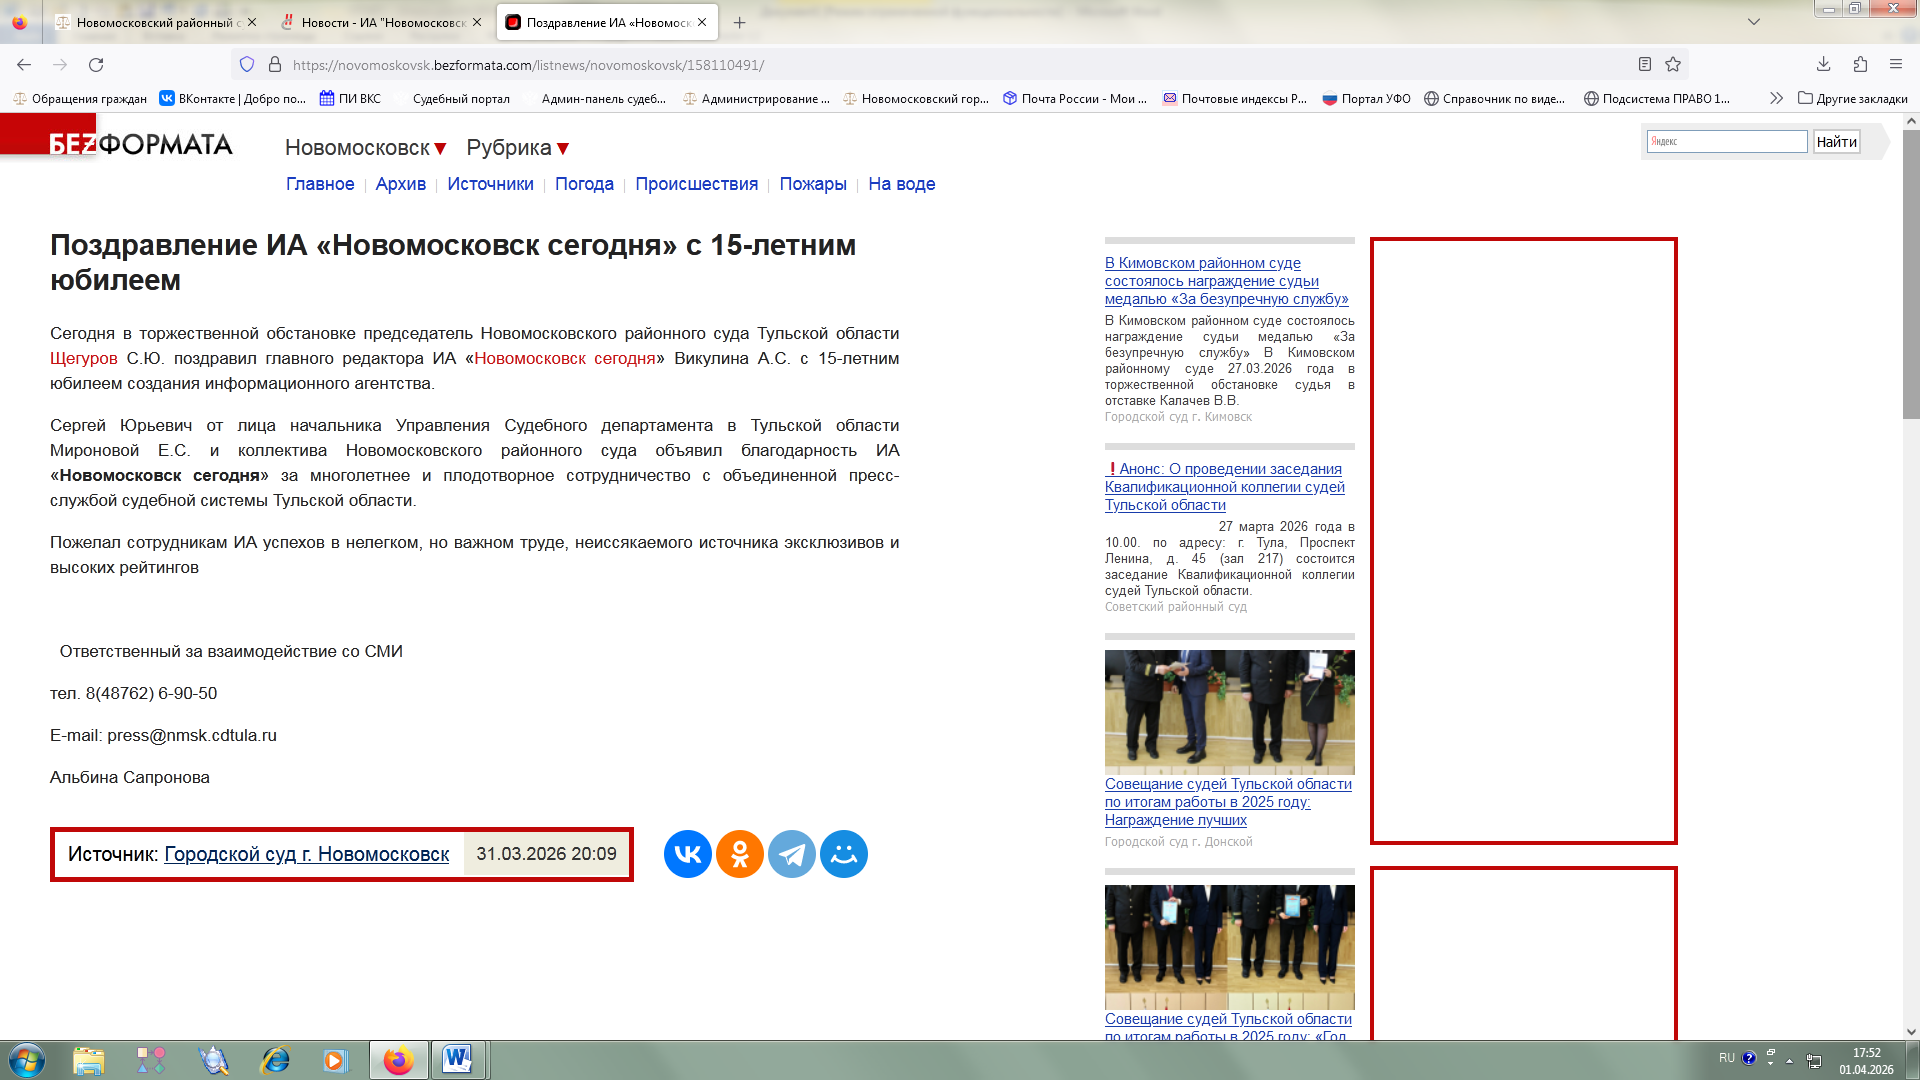 Новомосковский районный с
Новости - ИА "Новомосковск
Поздравление ИА «Новомоск
https://novomoskovsk.bezformata.com/listnews/novomoskovsk/158110491/
Обращения граждан
ВКонтакте | Добро по...
ПИ ВКС
Судебный портал
Админ-панель судеб...
Администрирование ...
Новомосковский гор...
Почта России - Мои ...
Почтовые индексы Р...
Портал УФО
Справочник по виде...
Подсистема ПРАВО 1...
Другие закладки
БЕZФОРМАТА
Новомосковск▼ Рубрика▼
Яндекс
Найти
Главное | Архив | Источники | Погода | Происшествия | Пожары | На воде
Поздравление ИА «Новомосковск сегодня» с 15-летним
юбилеем
Сегодня в торжественной обстановке председатель Новомосковского районного суда Тульской области
Щегуров С.Ю. поздравил главного редактора ИА «Новомосковск сегодня» Викулина А.С. с 15-летним
юбилеем создания информационного агентства.
Сергей Юрьевич от лица начальника Управления Судебного департамента в Тульской области
Мироновой Е.С. и коллектива Новомосковского районного суда объявил благодарность ИА
«Новомосковск сегодня» за многолетнее и плодотворное сотрудничество с объединенной пресс-
службой судебной системы Тульской области.
Пожелал сотрудникам ИА успехов в нелегком, но важном труде, неиссякаемого источника эксклюзивов и
высоких рейтингов
Ответственный за взаимодействие со СМИ
тел. 8(48762) 6-90-50
E-mail: press@nmsk.cdtula.ru
Альбина Сапронова
Источник: Городской суд г. Новомосковск
31.03.2026 20:09
В Кимовском районном суде
состоялось награждение судьи
медалью «За безупречную службу»
В Кимовском районном суде состоялось
награждение судьи медалью «За
безупречную службу» В Кимовском
районному суде 27.03.2026 года в
торжественной обстановке судья в
отставке Калачев В.В.
Городской суд г. Кимовск
❗Анонс: О проведении заседания
Квалификационной коллегии судей
Тульской области
27 марта 2026 года в
10.00. по адресу: г. Тула, Проспект
Ленина, д. 45 (зал 217) состоится
заседание Квалификационной коллегии
судей Тульской области.
Советский районный суд
Совещание судей Тульской области
по итогам работы в 2025 году:
Награждение лучших
Городской суд г. Донской
Совещание судей Тульской области
по итогам работы в 2025 году: «Год
RU
17:52
01.04.2026